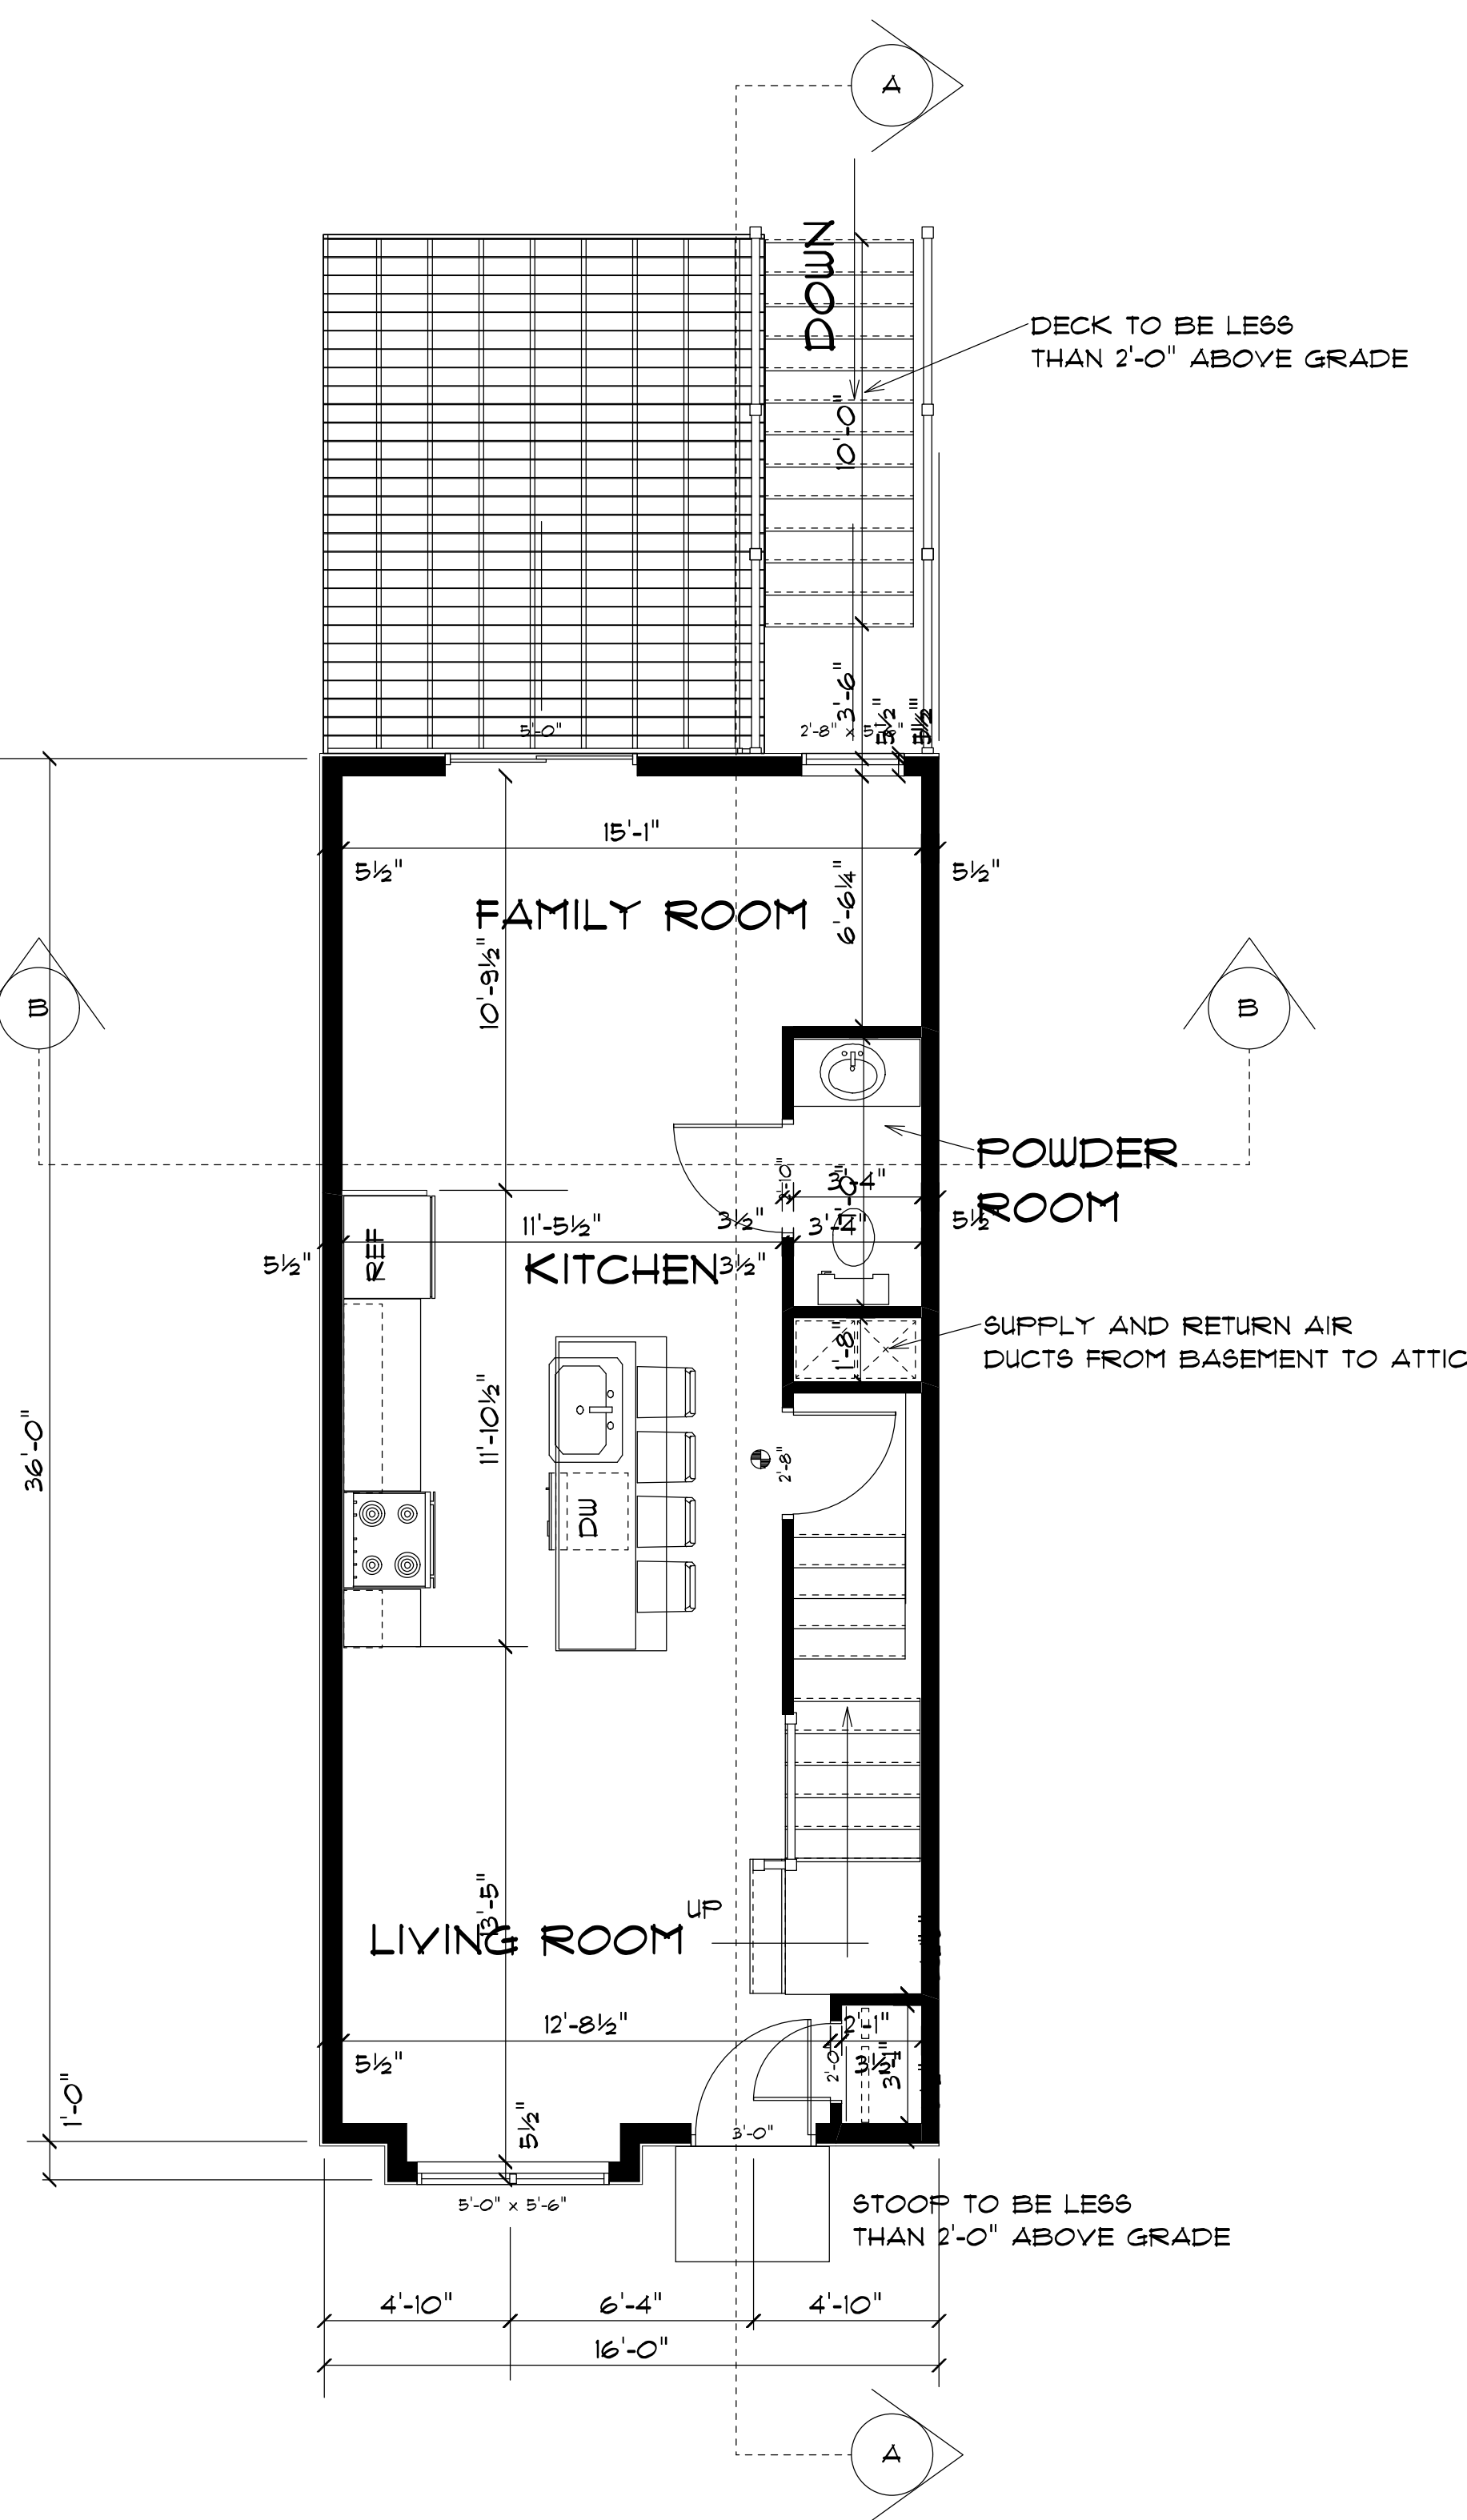 A
DOWN
DECK TO BE LESS
THAN 2'-0" ABOVE GRADE
10'-0"
3'-6"
5½"
5'-0"
15'-1"
5½"
5½"
6'-6¼"
FAMILY ROOM
10'-9½"
B
B
POWDER
ROOM
3'-4"
11'-5½"
3½"
3'-4"
5½"
5½"
REF
KITCHEN
3½"
SUPPLY AND RETURN AIR
DUCTS FROM BASEMENT TO ATTIC
1'-8"
11'-10½"
36'-0"
2'-8"
DW
UP
LIVING ROOM
12'-8½"
2'-1"
5½"
2'-0"
3½"
1'-0"
5½"
3'-0"
5'-0" x 5'-6"
STOOP TO BE LESS
THAN 2'-0" ABOVE GRADE
4'-10"
6'-4"
4'-10"
16'-0"
A